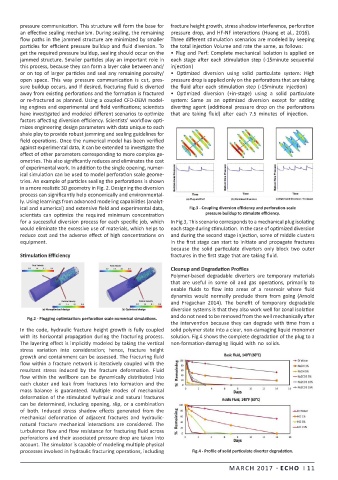 pressure communication. This structure will form the base for
an effective sealing mechanism. During sealing, the remaining
flow paths in the jammed structure are minimized by smaller
particles for efficient pressure buildup and fluid diversion. To
get the required pressure buildup, sealing should occur on the
jammed structure. Smaller particles play an important role in
this process, because they can form a layer cake between and/
or on top of larger particles and seal any remaining porosity/
open space. This way pressure communication is cut, pres-
sure buildup occurs, and if desired, fractured fluid is diverted
away from existing perforations and the formation is fractured
or re-fractured as planned. Using a coupled CFD-DEM model-
ing engines and experimental and field verifications; scientists
have investigated and modeled different scenarios to optimize
factors affecting diversion efficiency. Scientists' workflow opti-
mizes engineering design parameters with data unique to each
shale play to provide robust jamming and sealing guidelines for
field operations. Once the numerical model has been verified
against experimental data, it can be extended to investigate the
effect of other parameters corresponding to more complex ge-
ometries. This also significantly reduces and eliminates the cost
of experimental work. In addition to the single opening, numer-
ical simulation can be used to model perforation scale geome-
tries. An example of particles sealing the perforations is shown
in a more realistic 3D geometry in Fig. 2. Designing the diversion
process can significantly help economically and environmental-
ly. Using learnings from advanced modeling capabilities (analyt-
ical and numerical) and extensive field and experimental data,
scientists can optimize the required minimum concentration
for a successful diversion process for each specific job, which
would eliminate the excessive use of materials, which helps to
reduce cost and the adverse effect of high concentrations on
equipment.
Stimulation Efficiency
Fig.2 - Plugging optimization: perforation scale numerical simulations.
In the code, hydraulic fracture height growth is fully coupled
with its horizontal propagation during the fracturing process.
The layering effect is implicitly modeled by taking the vertical
stress variation into consideration; hence, fracture height
growth and containment can be assessed. The fracturing fluid
flow within a fracture network is iteratively coupled with the
resultant stress induced by the fracture deformation. Fluid
flow within the wellbore can be dynamically distributed into
each cluster and leak from fractures into formation and the
mass balance is guaranteed. Multiple modes of mechanical
deformation of the stimulated hydraulic and natural fractures
can be determined, including opening, slip, or a combination
of both. Induced stress shadow effects generated from the
mechanical deformation of adjacent fractures and hydraulic-
natural fracture mechanical interactions are considered. The
turbulence flow and flow resistance for fracturing fluid across
perforations and their associated pressure drop are taken into
account. The simulator is capable of modeling multiple physical
processes involved in hydraulic fracturing operations, including
fracture height growth, stress shadow interference, perforation
pressure drop, and HF-NF interactions (Huang et al., 2016).
Three different stimulation scenarios are modeled by keeping
the total injection Volume and rate the same, as follows:
• Plug and Perf: Complete mechanical isolation is applied on
each stage after each stimulation step (~15minute sequential
injection)
• Optimized diversion using solid particulate system: High
pressure drop is applied only on the perforations that are taking
the fluid after each stimulation step (~15minute injection)
• Optimized diversion (+in-stage) using a solid particulate
system: Same as an optimized diversion except for adding
diverting agent (additional pressure drop on the perforations
that are taking fluid) after each 7.5 minutes of injection.
Fig.3 - Coupling diversion efficiency and perforation scale
pressure buildup to stimulate efficiency.
In Fig.3, This scenario corresponds to a mechanical plug isolating
each stage during stimulation. In the case of optimized diversion
and during the second stage injection, some of middle clusters
in the first stage can start to initiate and propagate fractures
because the solid particulate diverters only block two outer
fractures in the first stage that are taking fluid.
Cleanup and Degradation Profiles
Polymer-based degradable diverters are temporary materials
that are useful in some oil and gas operations, primarily to
enable fluids to flow into areas of a reservoir where fluid
dynamics would normally preclude them from going (Arnold
and Fragachan 2014). The benefit of temporary degradable
diversion systems is that they also work well for zonal isolation
and do not need to be removed from the well mechanically after
the intervention because they can degrade with time from a
solid polymer state into a clear, non-damaging liquid monomer
solution. Fig.4 shows the complete degradation of the plug to a
non-formation-damaging liquid with no solids.
% Remaining
Days
% Remaining
Days
Fig.4 - Profile of solid particulate diverter degradation.
MARCH 2017 - ECHO | 11